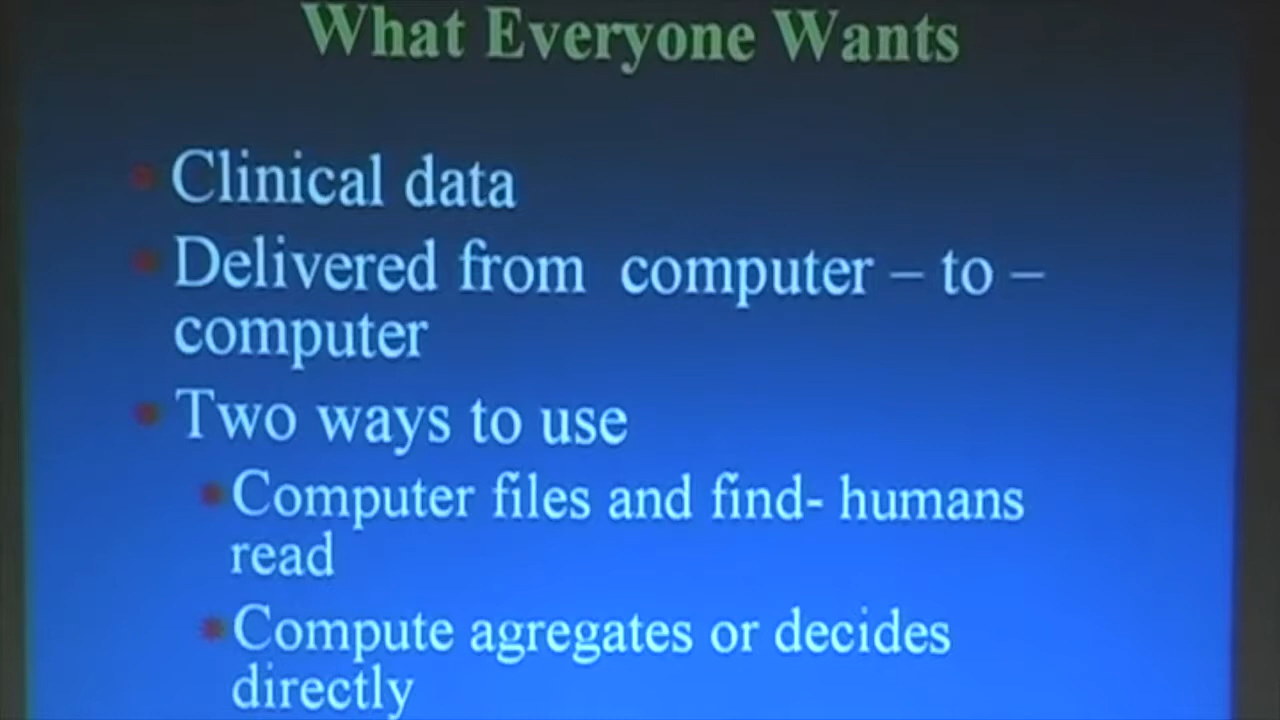 What Everyone Wants
Clinical data
Delivered from computer – to –
computer
Two ways to use
Computer files and find- humans
read
Compute agregates or decides
directly